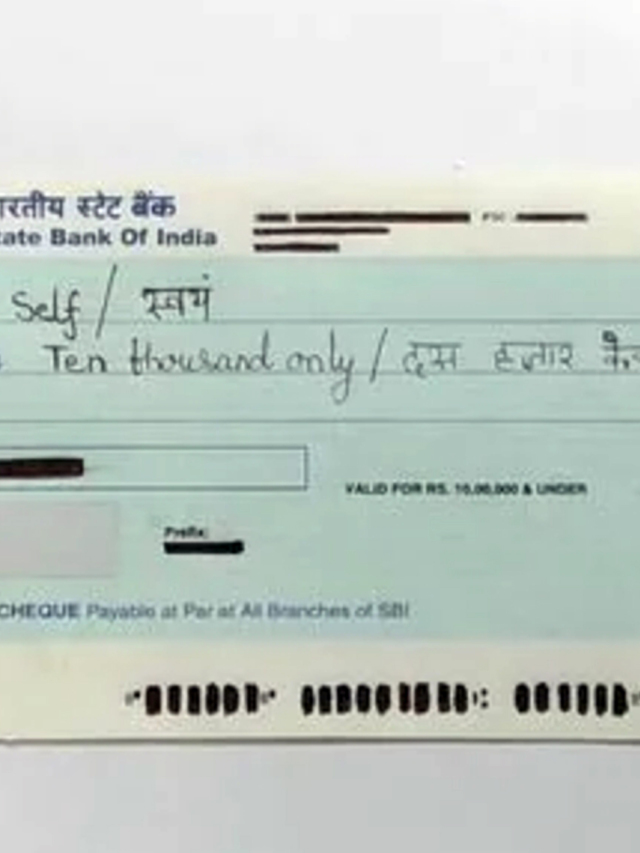 रतीय स्टेट बैंक
ate Bank Of India
IFSC
Self / स्वयं
Ten thousand only / दस हजार
VALID FOR RS. 10,00,000 & UNDER
Prefix:
CHEQUE Payable at Par at All Branches of SBI